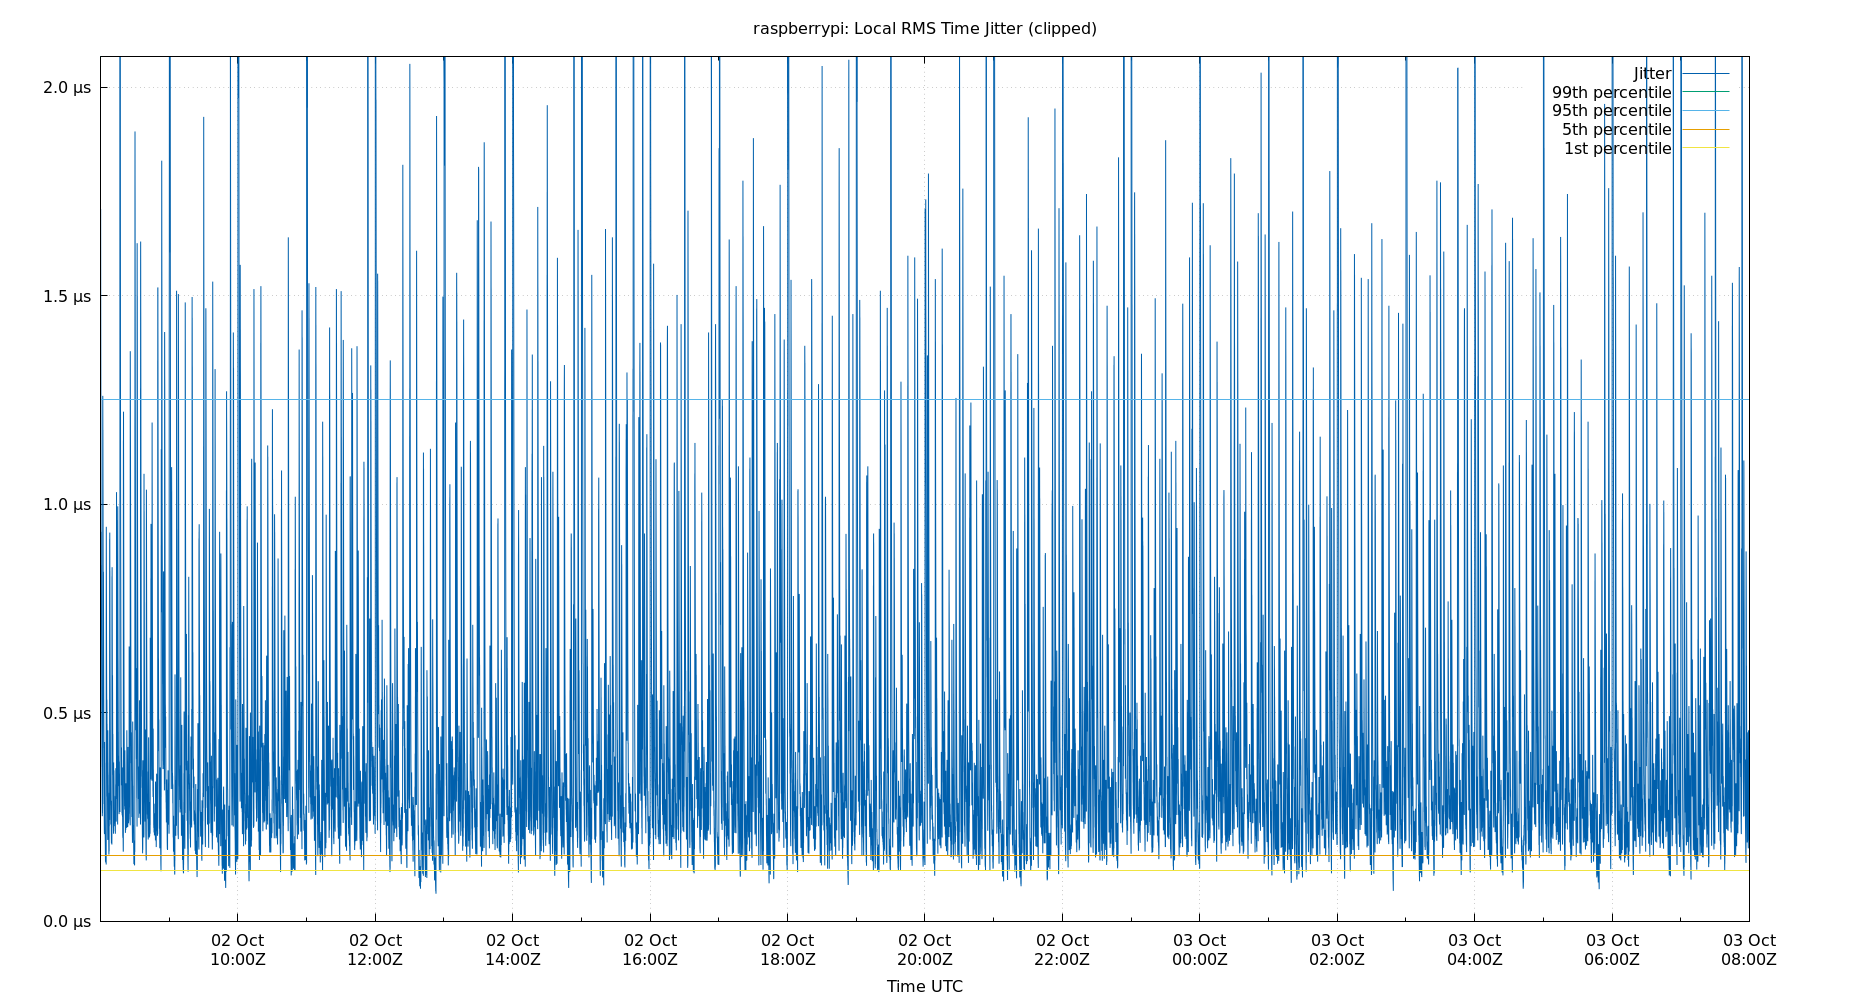 raspberrypi: Local RMS Time Jitter (clipped)
2.0 µs
1.5 µs
1.0 µs
0.5 µs
0.0 µs
Jitter
99th percentile
95th percentile
5th percentile
1st percentile
02 Oct 02 Oct 02 Oct 02 Oct 02 Oct 02 Oct 02 Oct 03 Oct 03 Oct 03 Oct 03 Oct 03 Oct
10:00Z 12:00Z 14:00Z 16:00Z 18:00Z 20:00Z 22:00Z 00:00Z 02:00Z 04:00Z 06:00Z 08:00Z
Time UTC